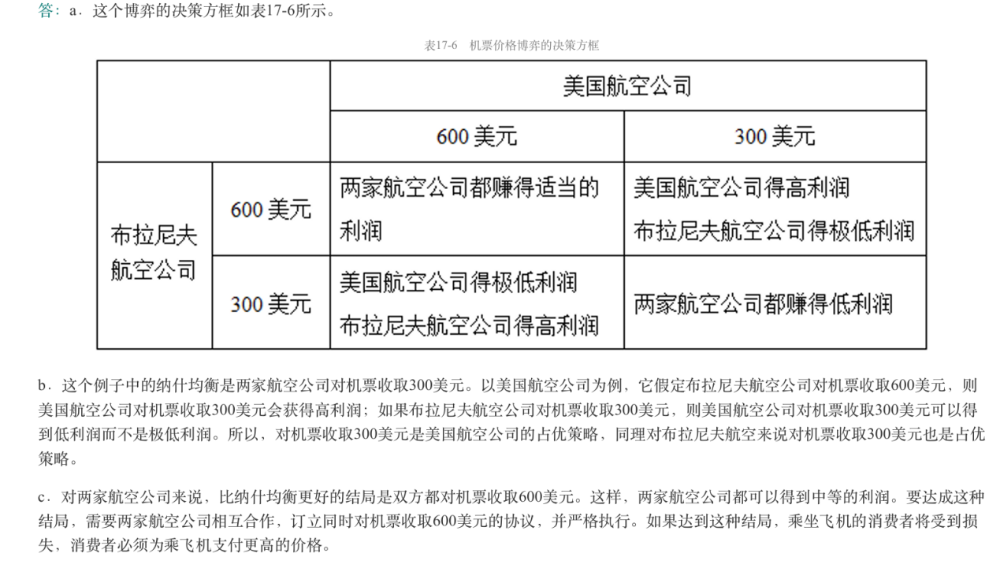 答：a．这个博弈的决策方框如表17-6所示。
表17-6 机票价格博弈的决策方框
美国航空公司
600 美元
300 美元
布拉尼夫
航空公司
600 美元
两家航空公司都赚得适当的
利润
美国航空公司得高利润
布拉尼夫航空公司得极低利润
300 美元
美国航空公司得极低利润
布拉尼夫航空公司得高利润
两家航空公司都赚得低利润
b．这个例子中的纳什均衡是两家航空公司对机票收取300美元。以美国航空公司为例，它假定布拉尼夫航空公司对机票收取600美元，则
美国航空公司对机票收取300美元会获得高利润；如果布拉尼夫航空公司对机票收取300美元，则美国航空公司对机票收取300美元可以得
到低利润而不是极低利润。所以，对机票收取300美元是美国航空公司的占优策略，同理对布拉尼夫航空来说对机票收取300美元也是占优
策略。
c．对两家航空公司来说，比纳什均衡更好的结局是双方都对机票收取600美元。这样，两家航空公司都可以得到中等的利润。要达成这种
结局，需要两家航空公司相互合作，订立同时对机票收取600美元的协议，并严格执行。如果达到这种结局，乘坐飞机的消费者将受到损
失，消费者必须为乘飞机支付更高的价格。